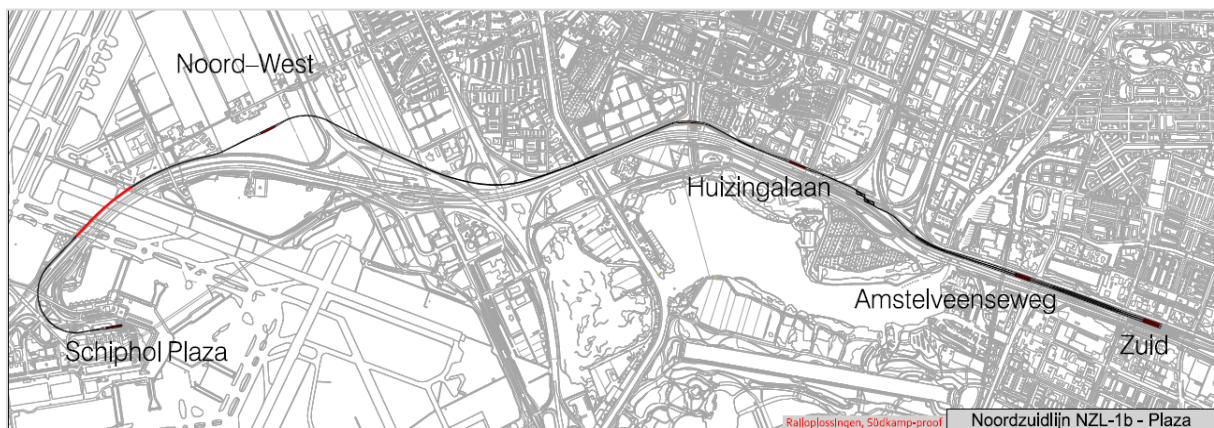 Noord–West
Huizingalaan
Amstelveenseweg
Schiphol Plaza
Zuid
Railoplossingen, Südkamp-proof
Noordzuidlijn NZL-1b - Plaza